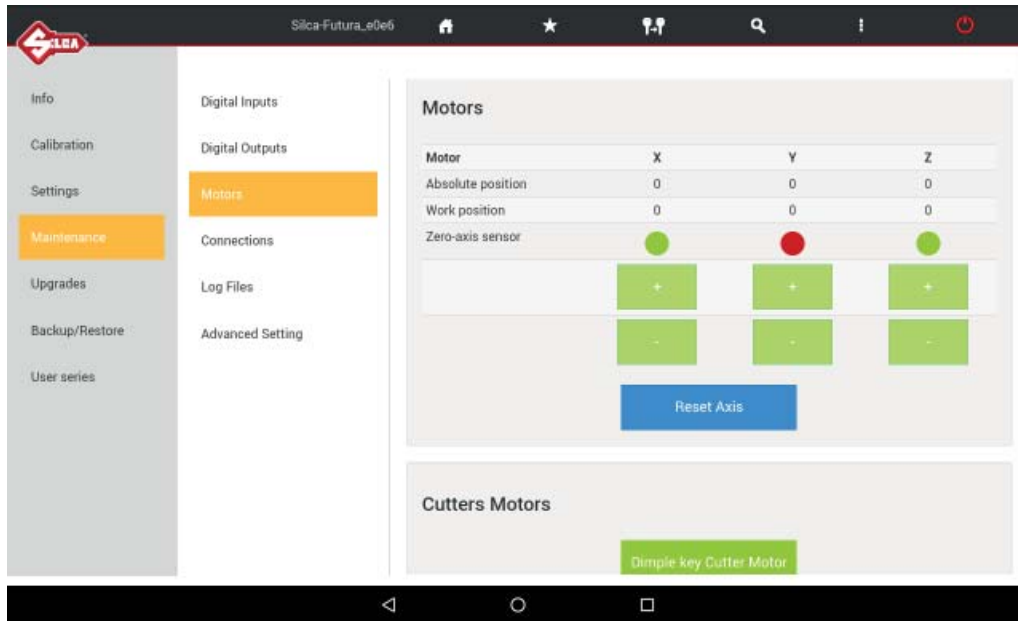 SILCA
Silca-Futura_e0e6
Info
Calibration
Settings
Maintenance
Upgrades
Backup/Restore
User series
Digital Inputs
Digital Outputs
Motors
Connections
Log Files
Advanced Setting
Motors
Motor X Y Z
Absolute position 0 0 0
Work position 0 0 0
Zero-axis sensor
+ + +
- - -
Reset Axis
Cutters Motors
Dimple key Cutter Motor